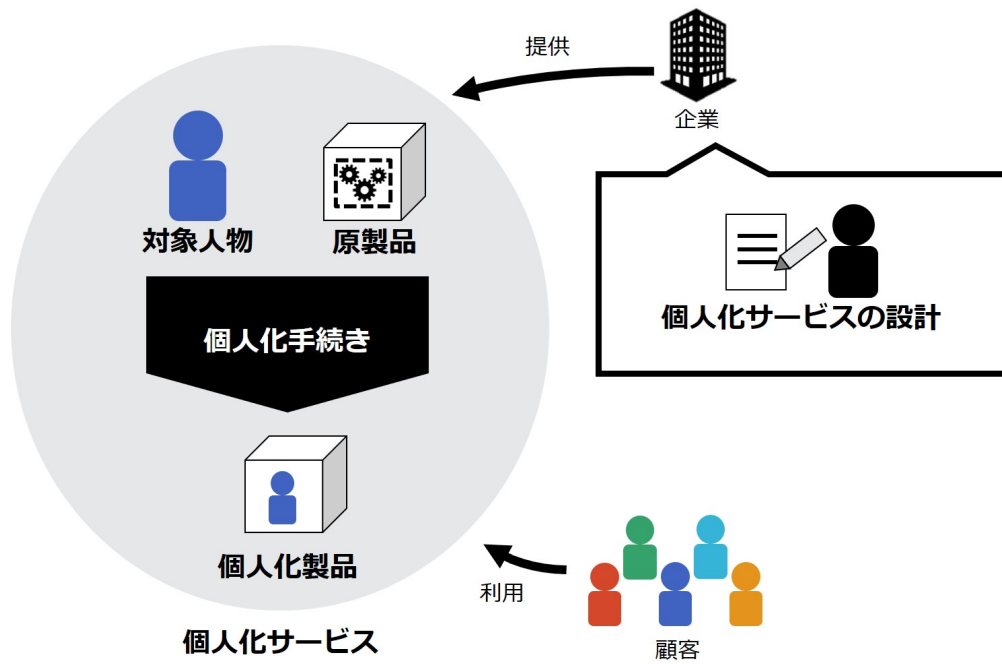 提供
企業
対象人物
原製品
個人化手続き
個人化サービスの設計
個人化製品
利用
顧客
個人化サービス